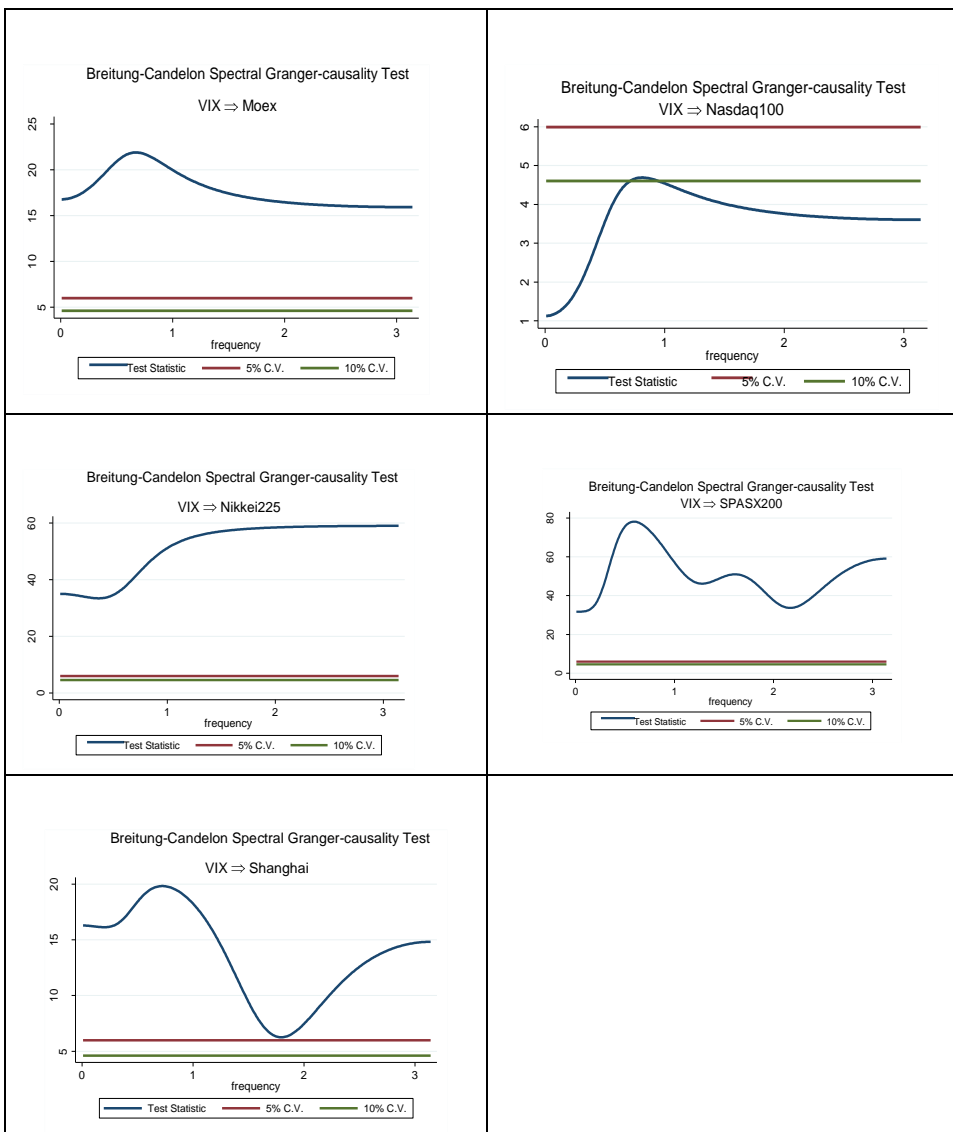 Breitung-Candelon Spectral Granger-causality Test
VIX ⇒ Moex
25
20
15
10
5
0 1 2 3
frequency
Test Statistic 5% C.V. 10% C.V.
Breitung-Candelon Spectral Granger-causality Test
VIX ⇒ Nasdaq100
6
5
4
3
2
1
0 1 2 3
frequency
Test Statistic 5% C.V. 10% C.V.
Breitung-Candelon Spectral Granger-causality Test
VIX ⇒ Nikkei225
60
40
20
0
0 1 2 3
frequency
Test Statistic 5% C.V. 10% C.V.
Breitung-Candelon Spectral Granger-causality Test
VIX ⇒ SPASX200
80
60
40
20
0
0 1 2 3
frequency
Test Statistic 5% C.V. 10% C.V.
Breitung-Candelon Spectral Granger-causality Test
VIX ⇒ Shanghai
20
15
10
5
0 1 2 3
frequency
Test Statistic 5% C.V. 10% C.V.